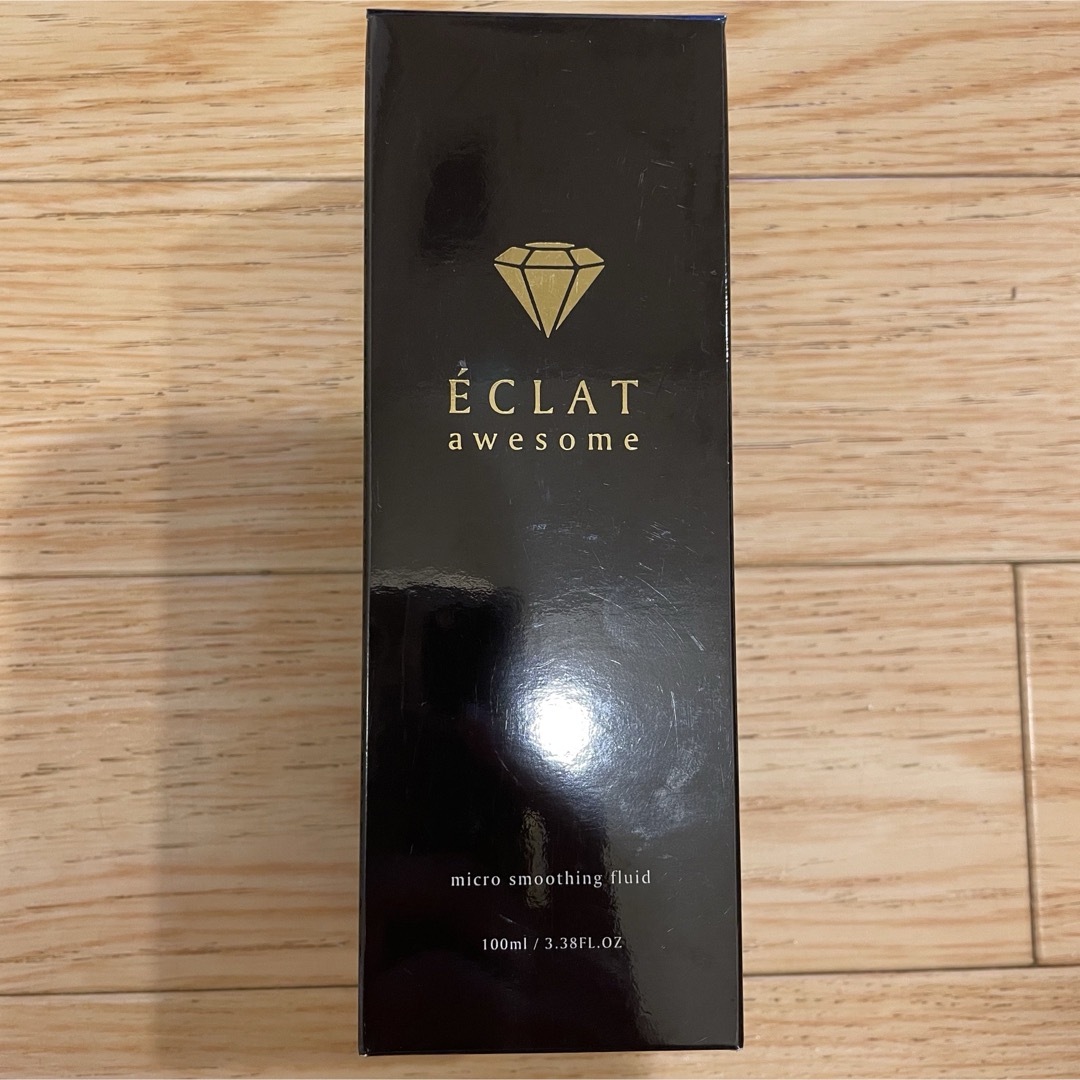 ÉCLAT
awesome
micro smoothing fluid
100ml / 3.38FL.OZ